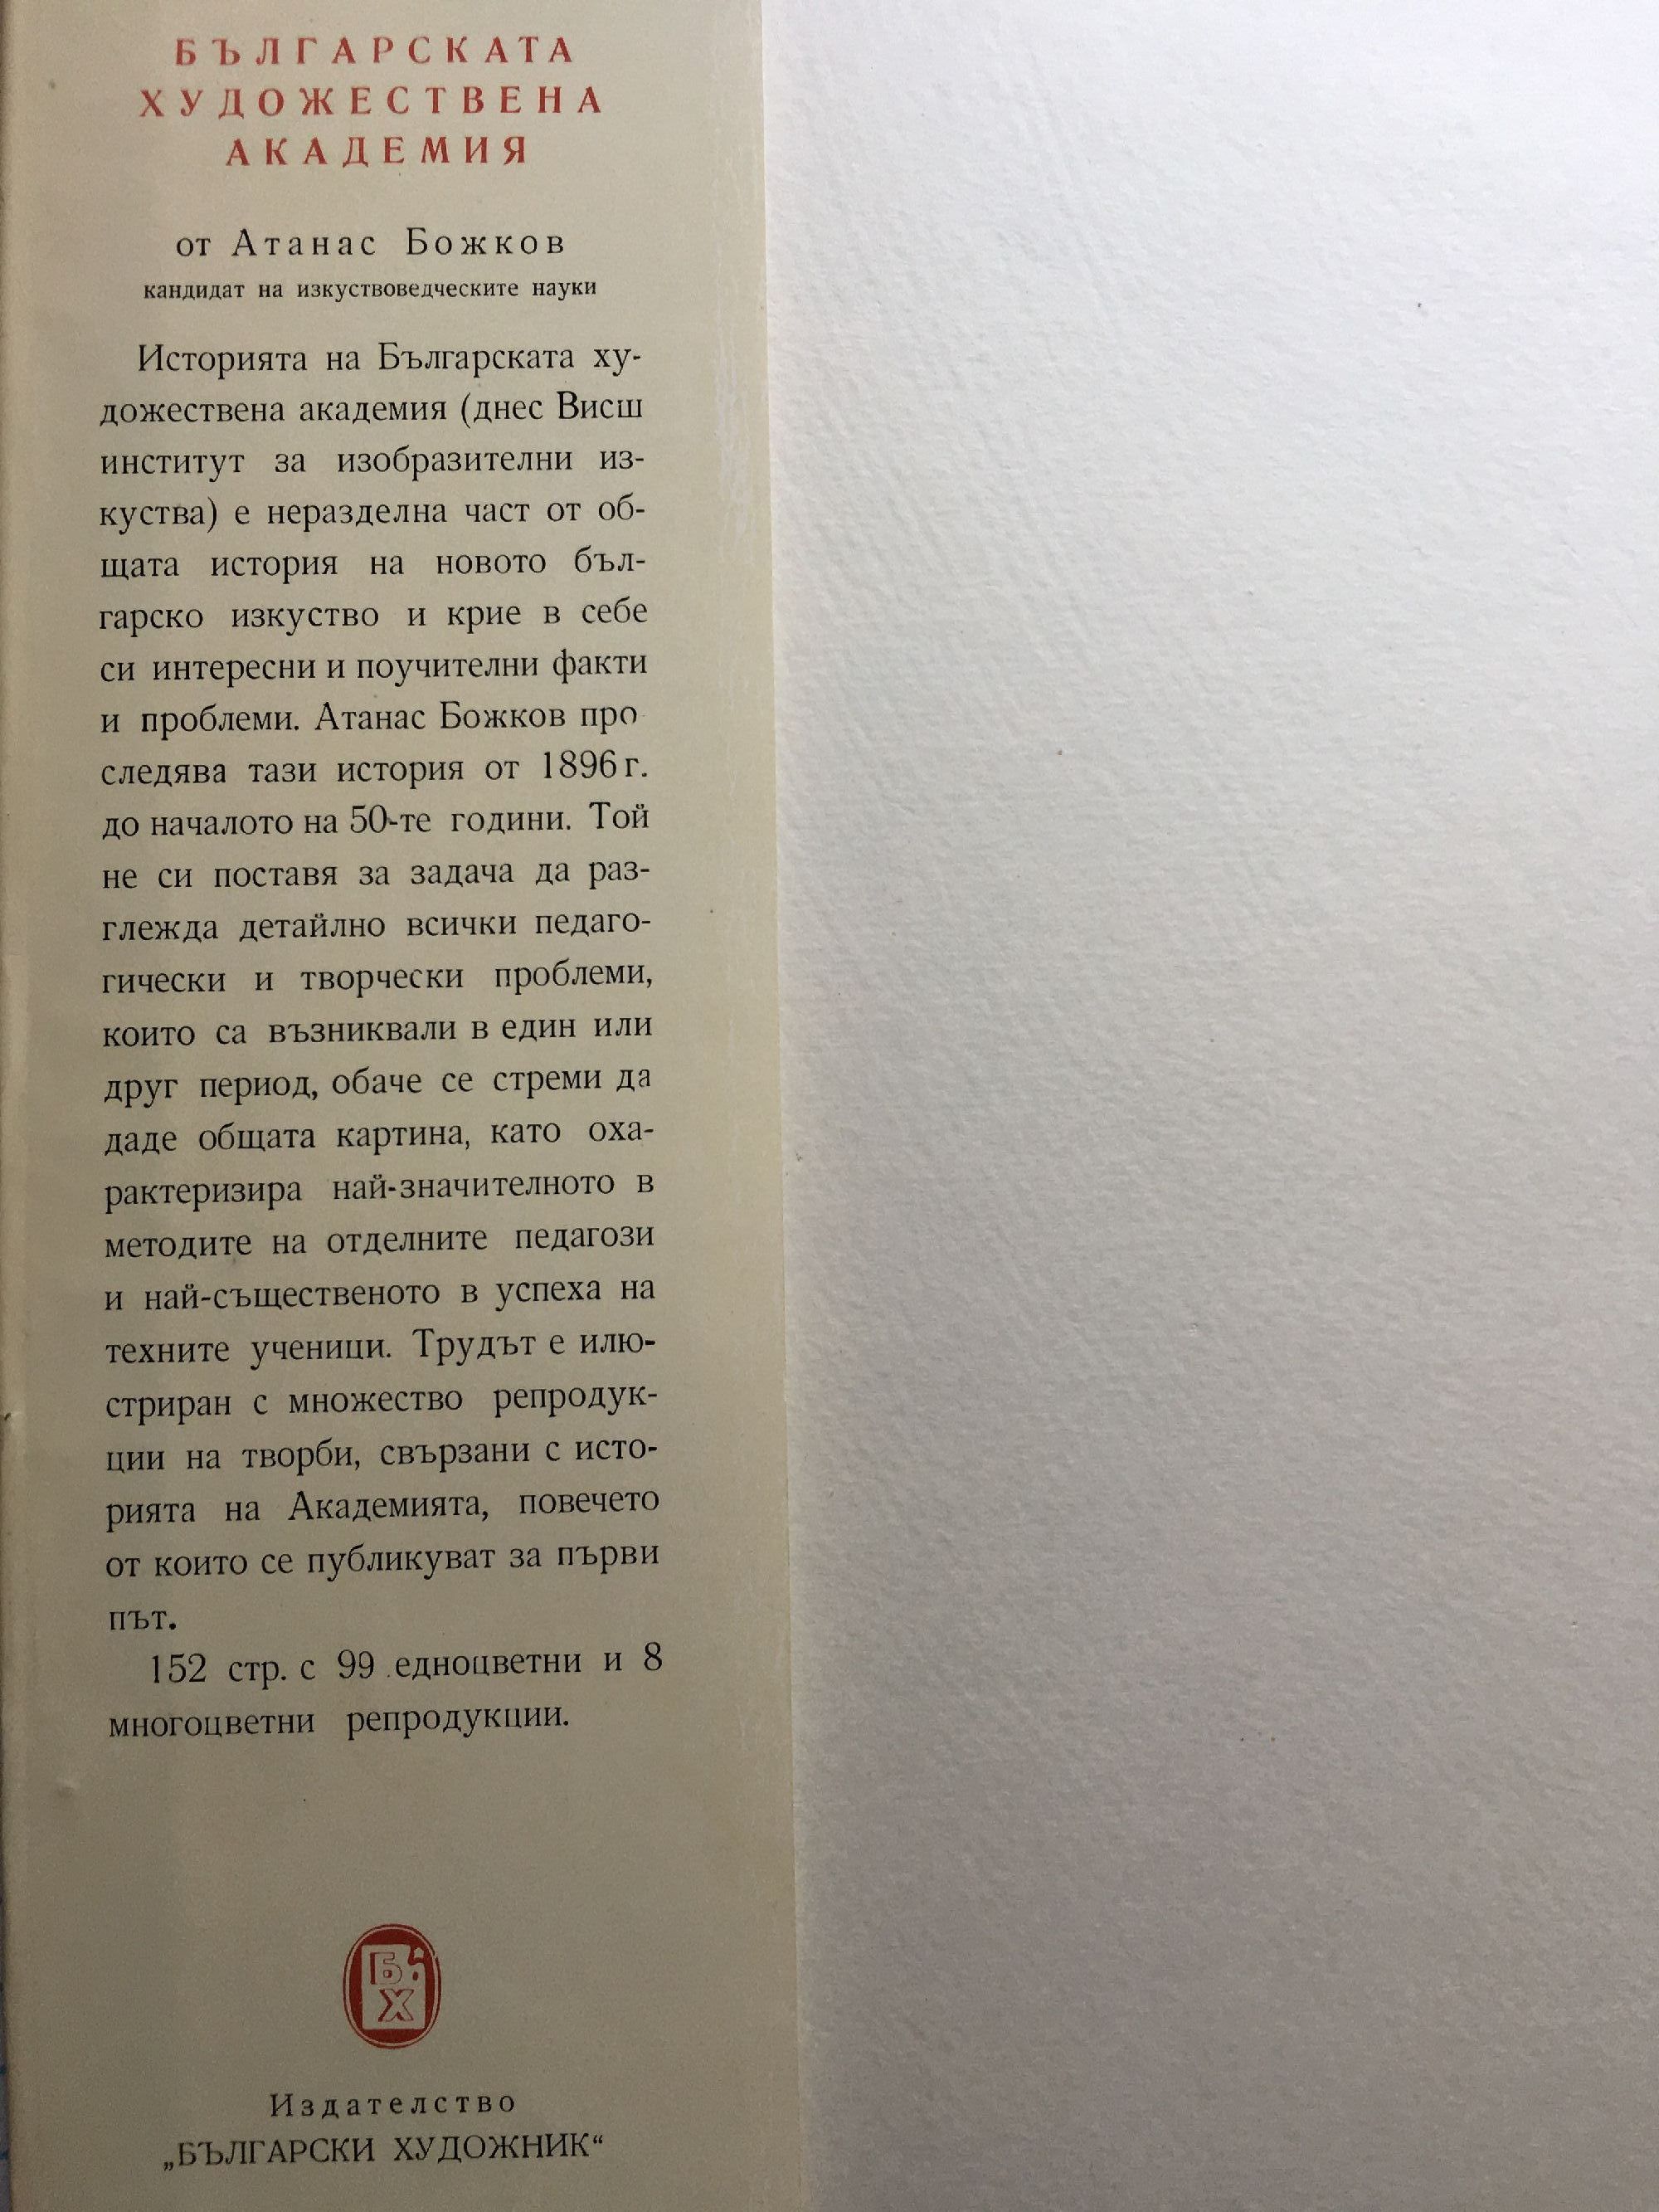 БЪЛГАРСКАТА
ХУДОЖЕСТВЕНА
АКАДЕМИЯ
от Атанас Божков
кандидат на изкуствоведческите науки
Историята на Българската ху-
дожествена академия (днес Висш
институт за изобразителни из-
куства) е неразделна част от об-
щата история на новото бъл-
гарско изкуство и крие в себе
си интересни и поучителни факти
и проблеми. Атанас Божков про
следява тази история от 1896 г.
до началото на 50-те години. Той
не си поставя за задача да раз-
глежда детайлно всички педаго-
гически и творчески проблеми,
които са възниквали в един или
друг период, обаче се стреми да
даде общата картина, като оха-
рактеризира най-значителното в
методите на отделните педагози
и най-същественото в успеха на
техните ученици. Трудът е илю-
стриран с множество репродук-
ции на творби, свързани с исто-
рията на Академията, повечето
от които се публикуват за първи
път.
152 стр. с 99 едноцветни и 8
многоцветни репродукции.
Б
Х
Издателство
„БЪЛГАРСКИ ХУДОЖНИК“